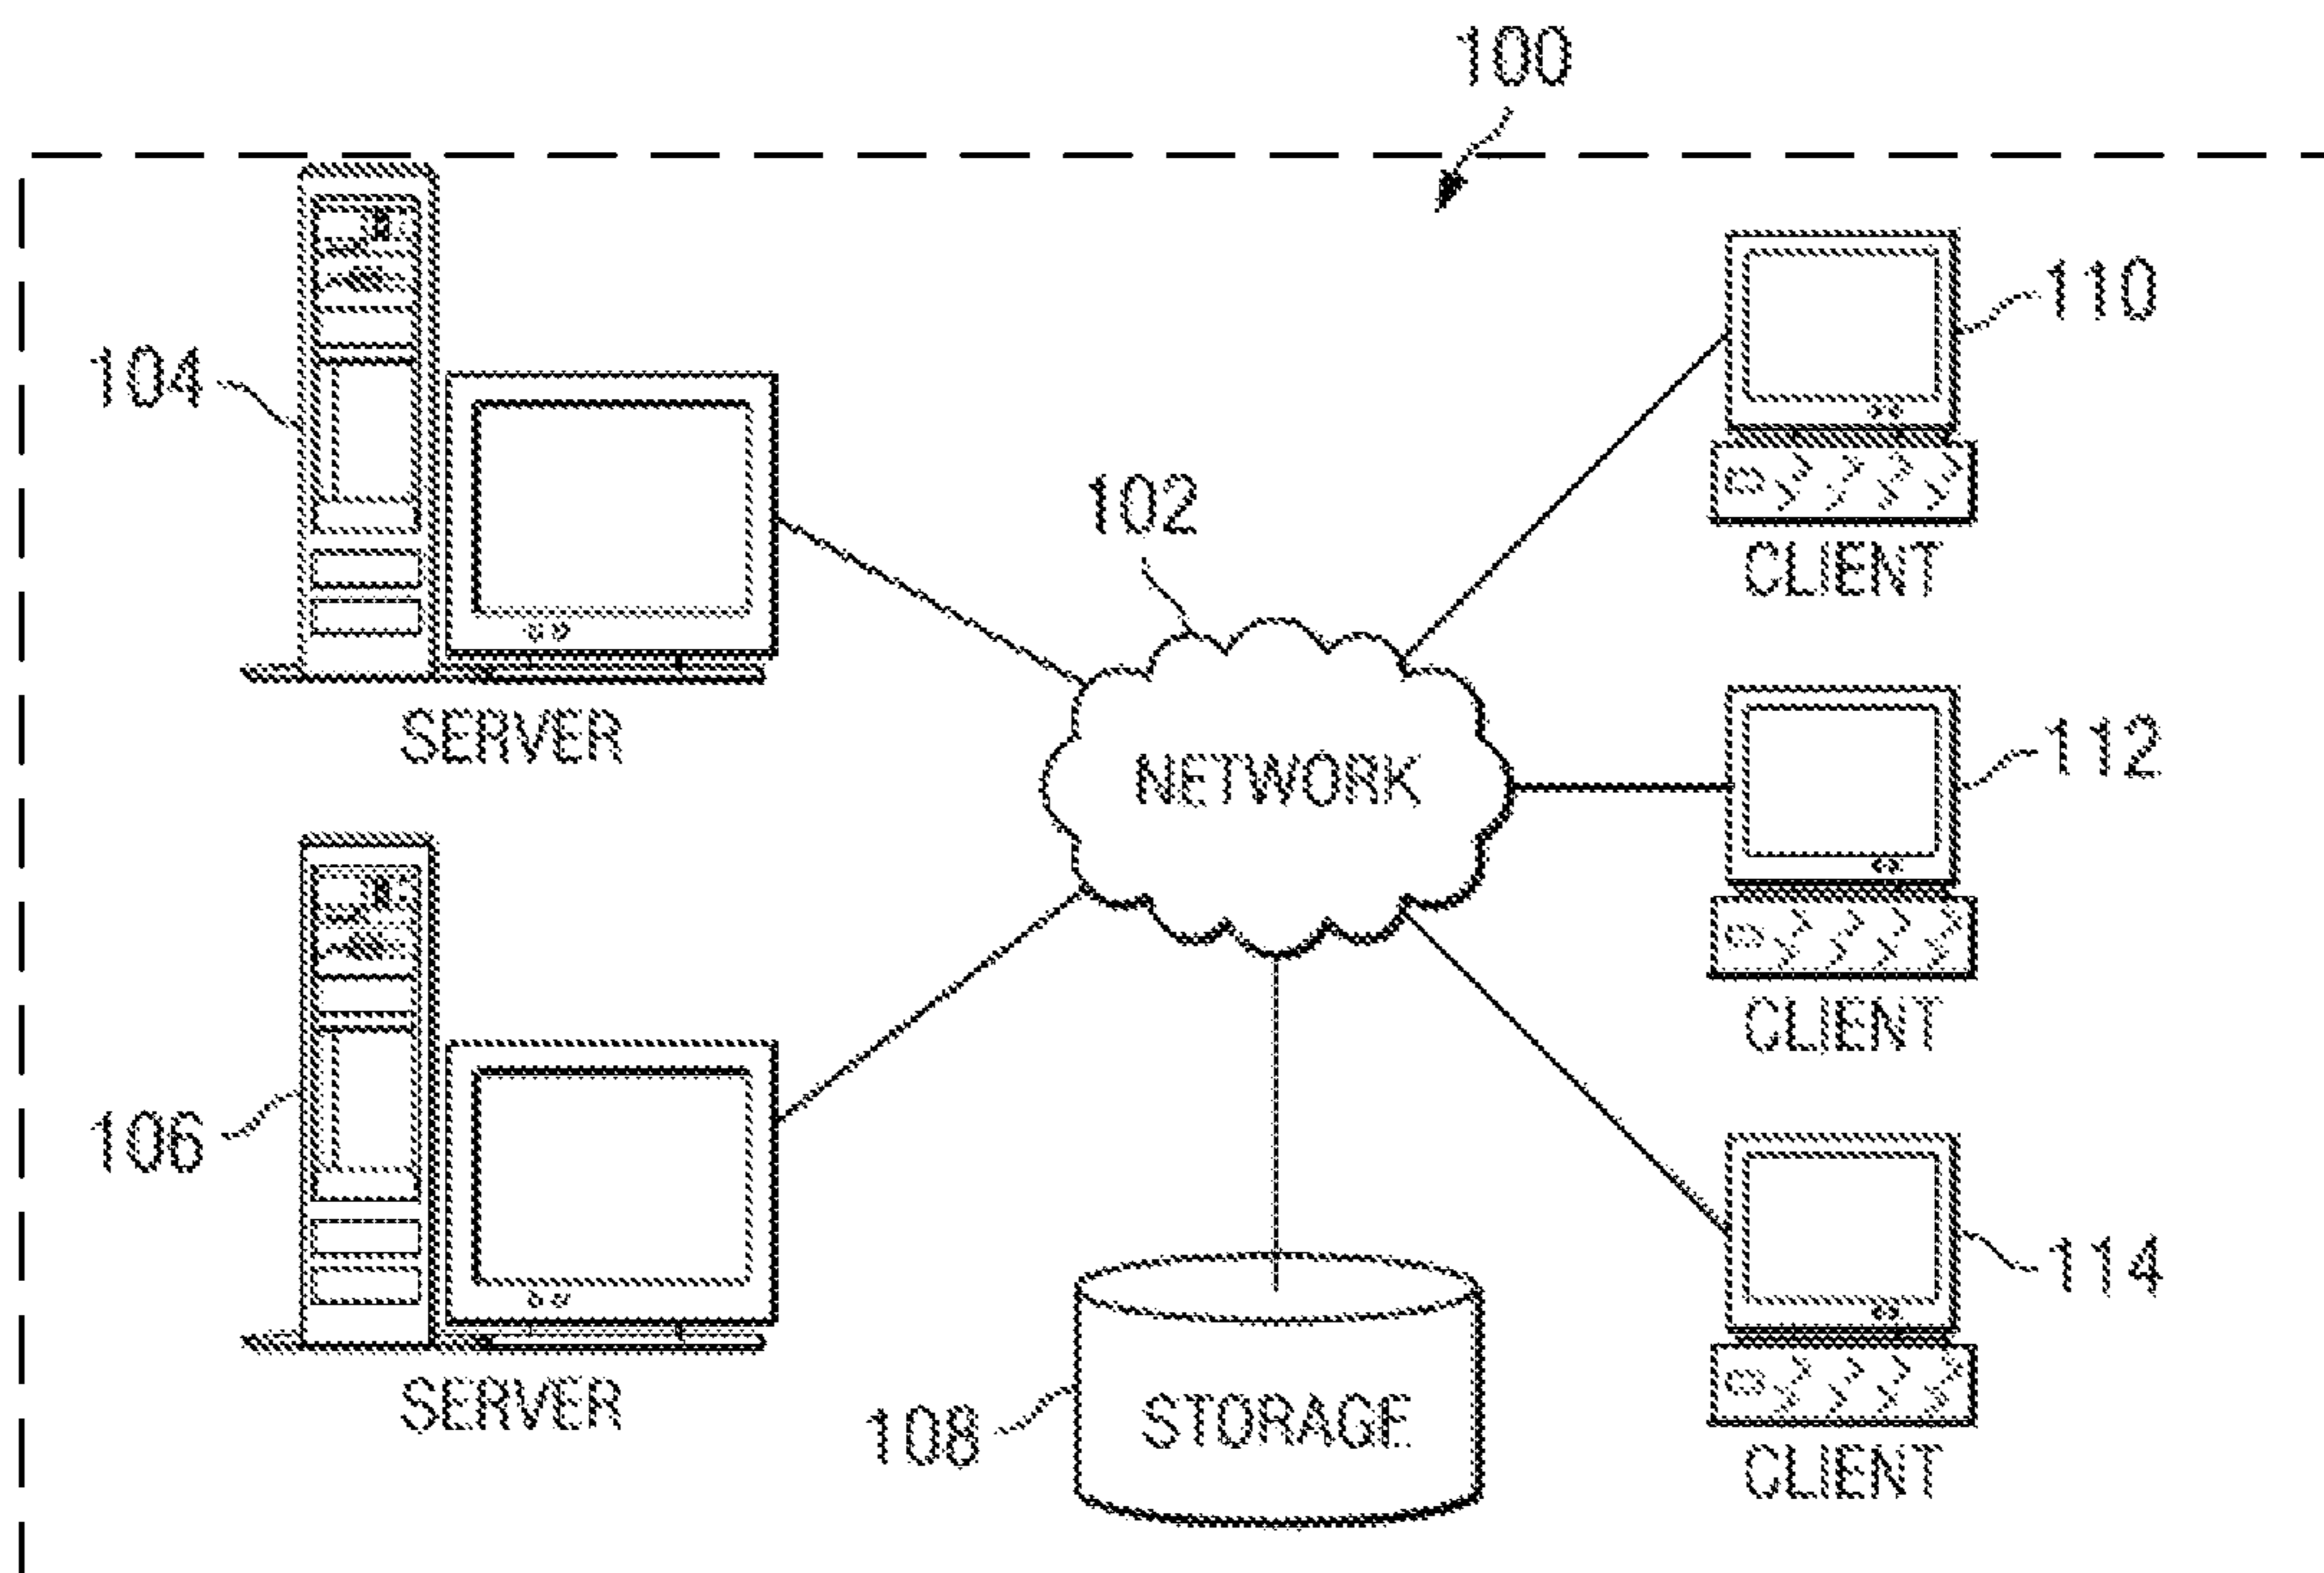 100
104
SERVER
102
NETWORK
110
CLIENT
112
CLIENT
106
SERVER
108
STORAGE
114
CLIENT